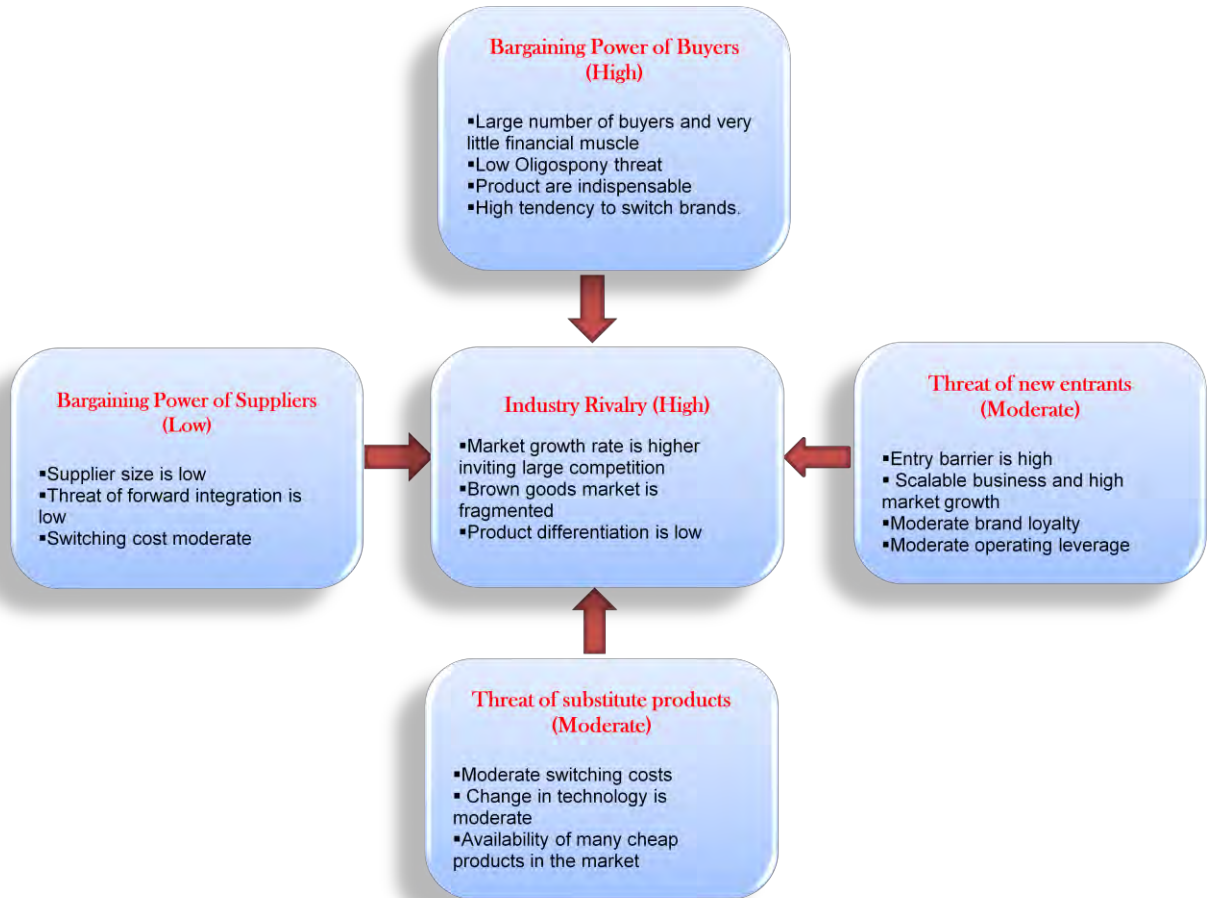 Bargaining Power of Buyers
(High)
▪Large number of buyers and very
little financial muscle
▪Low Oligospony threat
▪Product are indispensable
▪High tendency to switch brands.
Bargaining Power of Suppliers
(Low)
▪Supplier size is low
▪Threat of forward integration is
low
▪Switching cost moderate
Industry Rivalry (High)
▪Market growth rate is higher
inviting large competition
▪Brown goods market is
fragmented
▪Product differentiation is low
Threat of new entrants
(Moderate)
▪Entry barrier is high
▪ Scalable business and high
market growth
▪Moderate brand loyalty
▪Moderate operating leverage
Threat of substitute products
(Moderate)
▪Moderate switching costs
▪ Change in technology is
moderate
▪Availability of many cheap
products in the market